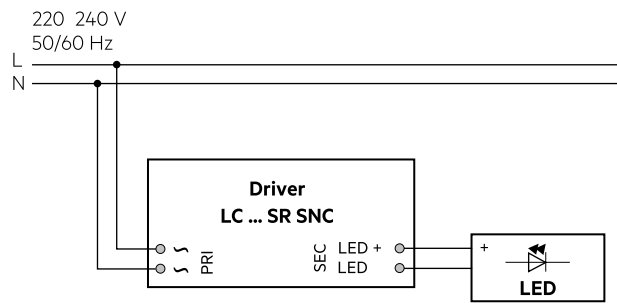 220 240 V
50/60 Hz
L
N
Driver
LC ... SR SNC
~ PRI
~
SEC
LED +
LED
+
LED